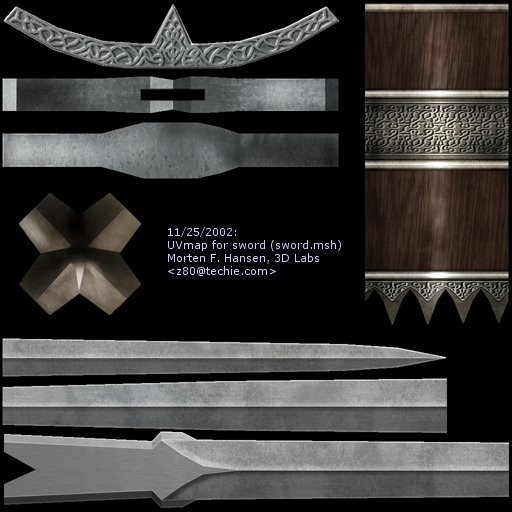 11/25/2002:
UVmap for sword (sword.msh)
Morten F. Hansen, 3D Labs
<z80@techie.com>